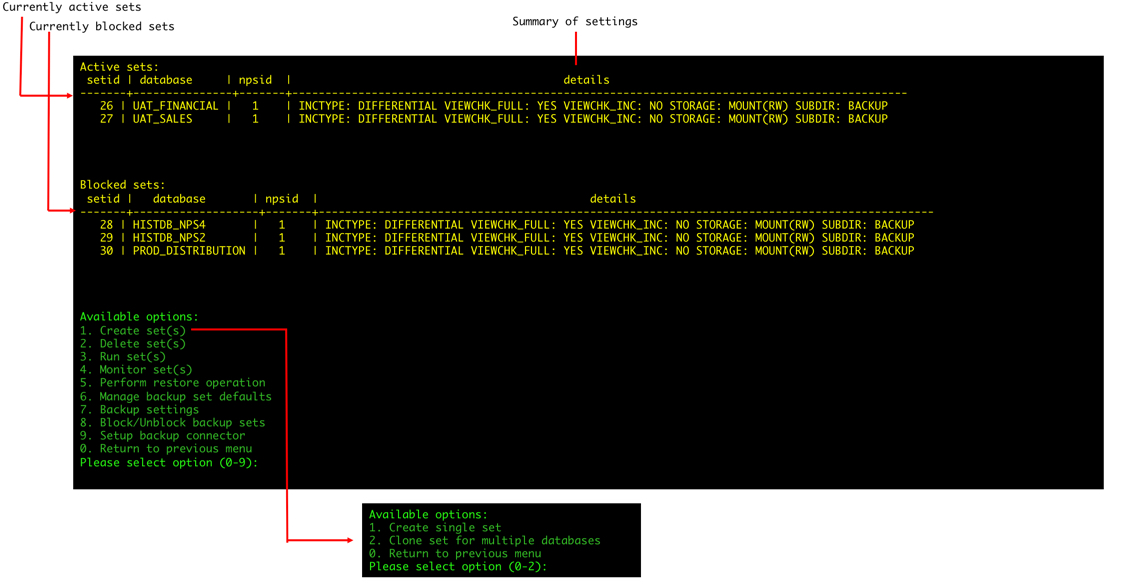 Currently active sets
Currently blocked sets
Summary of settings
Active sets:
setid | database | npsid | details
-------+---------------+--------+---------------------------------------------------------------------------------------------
26 | UAT_FINANCIAL | 1 | INCTYPE: DIFFERENTIAL VIEWCHK_FULL: YES VIEWCHK_INC: NO STORAGE: MOUNT(RW) SUBDIR: BACKUP
27 | UAT_SALES | 1 | INCTYPE: DIFFERENTIAL VIEWCHK_FULL: YES VIEWCHK_INC: NO STORAGE: MOUNT(RW) SUBDIR: BACKUP
Blocked sets:
setid | database | npsid | details
-------+-------------------+--------+---------------------------------------------------------------------------------------------
28 | HISTDB_NPS4 | 1 | INCTYPE: DIFFERENTIAL VIEWCHK_FULL: YES VIEWCHK_INC: NO STORAGE: MOUNT(RW) SUBDIR: BACKUP
29 | HISTDB_NPS2 | 1 | INCTYPE: DIFFERENTIAL VIEWCHK_FULL: YES VIEWCHK_INC: NO STORAGE: MOUNT(RW) SUBDIR: BACKUP
30 | PROD_DISTRIBUTION | 1 | INCTYPE: DIFFERENTIAL VIEWCHK_FULL: YES VIEWCHK_INC: NO STORAGE: MOUNT(RW) SUBDIR: BACKUP
Available options:
1. Create set(s)
2. Delete set(s)
3. Run set(s)
4. Monitor set(s)
5. Perform restore operation
6. Manage backup set defaults
7. Backup settings
8. Block/Unblock backup sets
9. Setup backup connector
0. Return to previous menu
Please select option (0-9):
Available options:
1. Create single set
2. Clone set for multiple databases
0. Return to previous menu
Please select option (0-2):